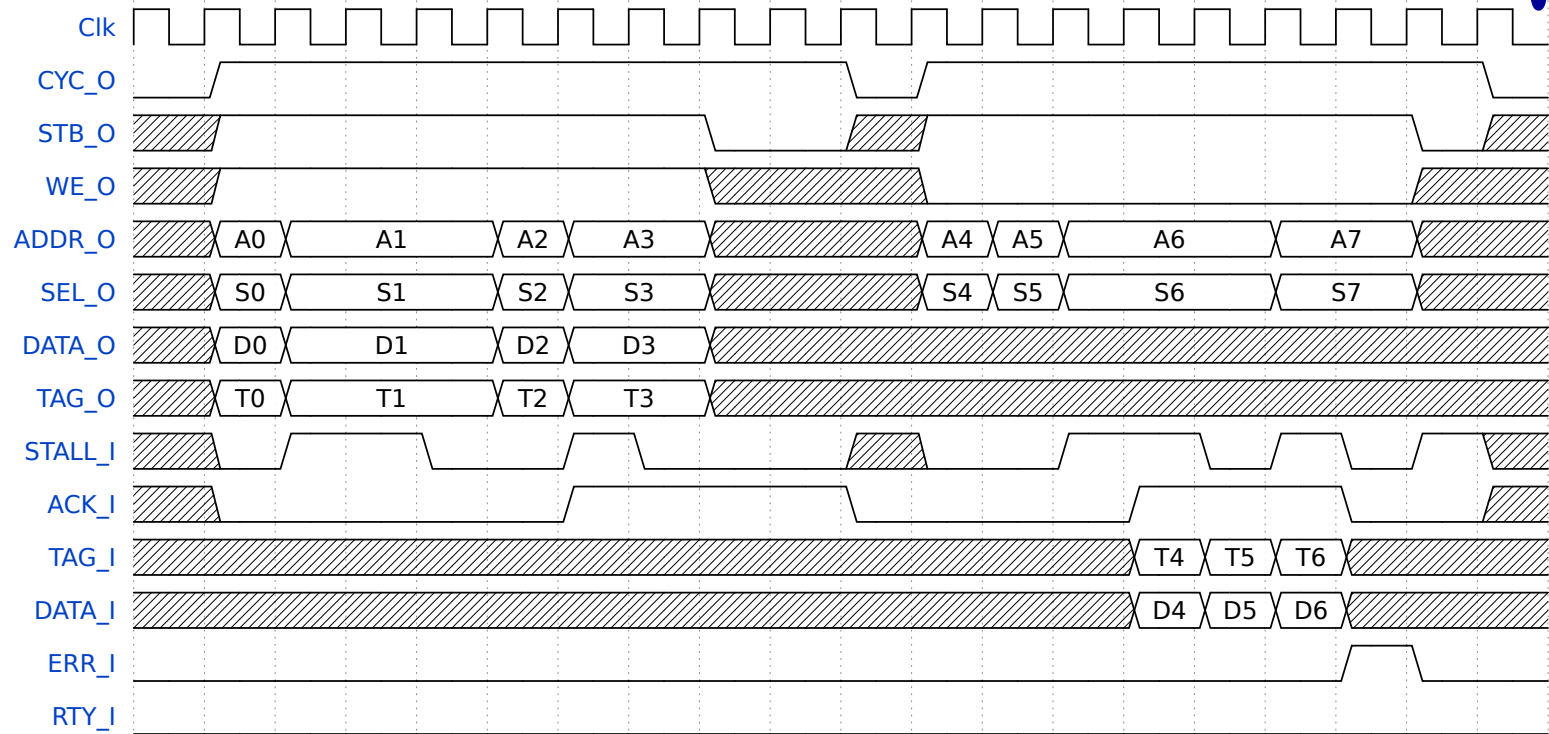 Clk
CYC_O
STB_O
WE_O
ADDR_O A0 A1 A2 A3 A4 A5 A6 A7
SEL_O S0 S1 S2 S3 S4 S5 S6 S7
DATA_O D0 D1 D2 D3
TAG_O T0 T1 T2 T3
STALL_I
ACK_I
TAG_I T4 T5 T6
DATA_I D4 D5 D6
ERR_I
RTY_I